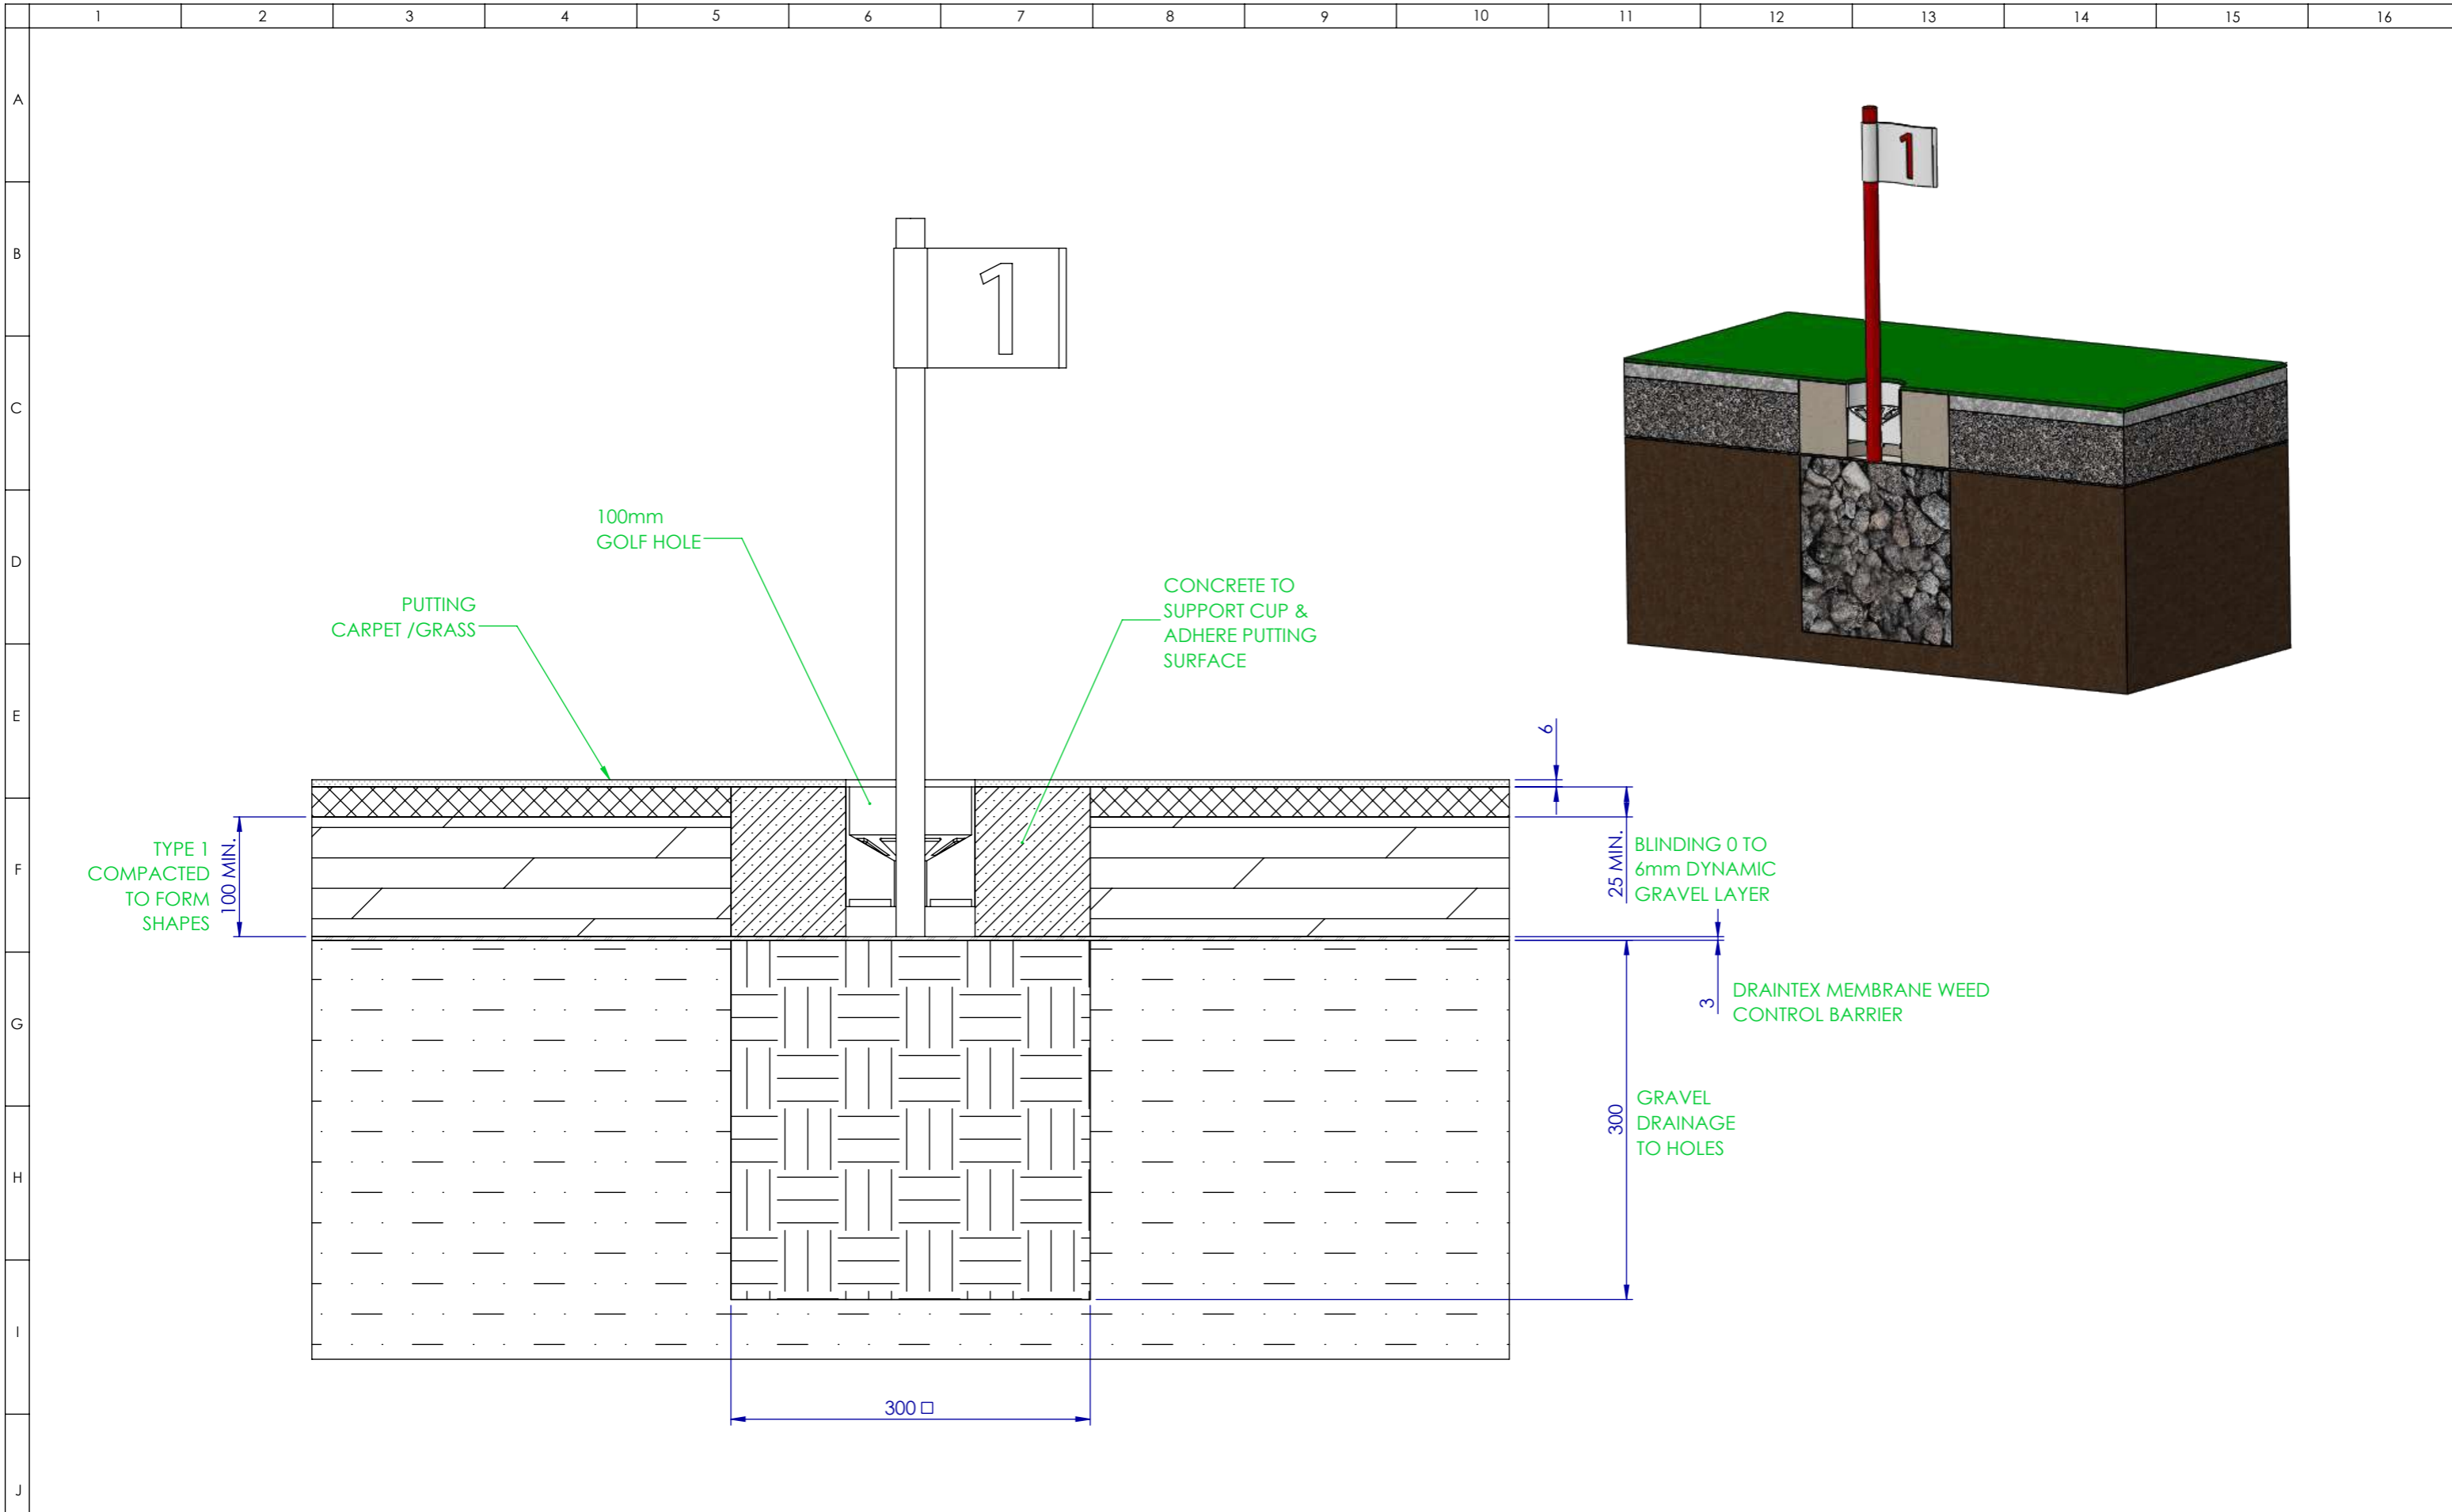 1 2 3 4 5 6 7 8 9 10 11 12 13 14 15 16
A
B
C
D
E
F
G
H
I
J
1
1
100mm
GOLF HOLE
PUTTING
CARPET /GRASS
CONCRETE TO
SUPPORT CUP &
ADHERE PUTTING
SURFACE
6
TYPE 1
COMPACTED
TO FORM
SHAPES
100 MIN.
25 MIN.
BLINDING 0 TO
6mm DYNAMIC
GRAVEL LAYER
3
DRAINTEX MEMBRANE WEED
CONTROL BARRIER
300
GRAVEL
DRAINAGE
TO HOLES
300 □